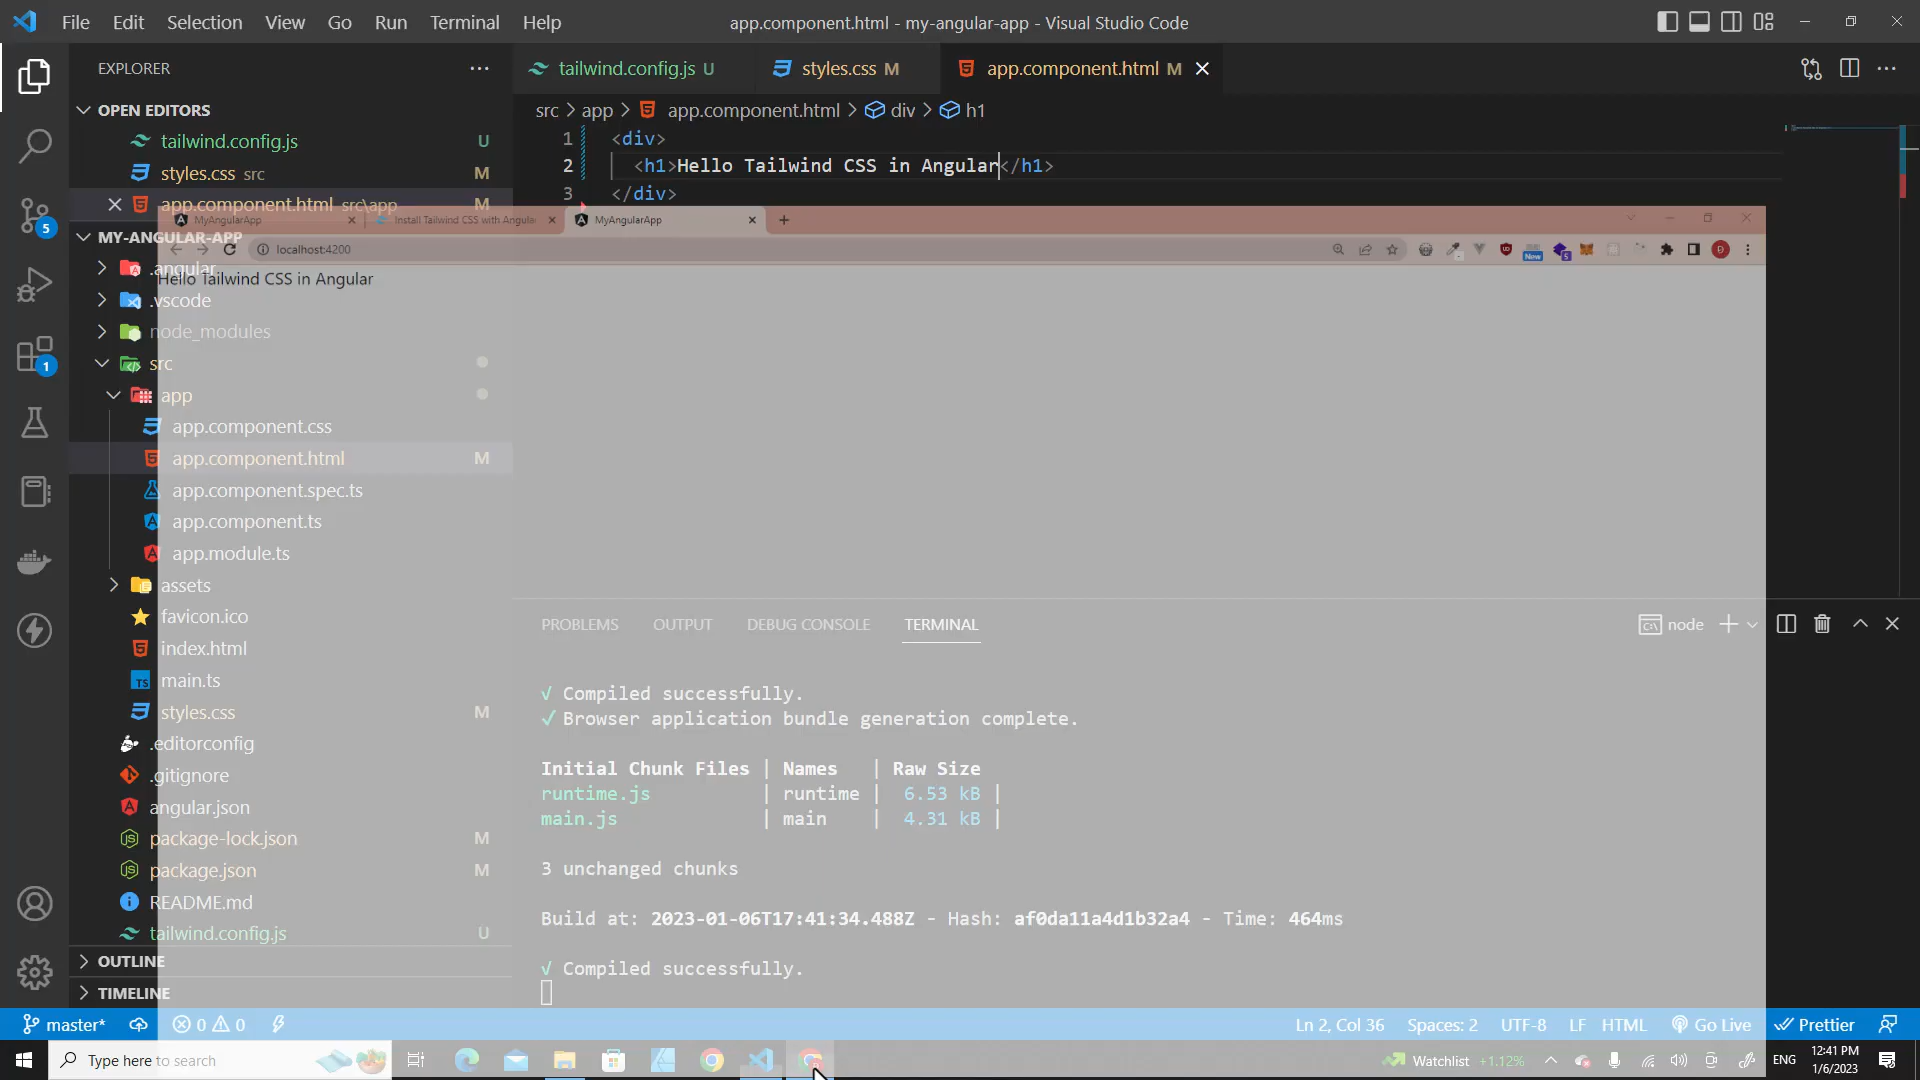 File Edit Selection View Go Run Terminal Help
app.component.html - my-angular-app - Visual Studio Code
EXPLORER
tailwind.config.js U
styles.css M
app.component.html M
OPEN EDITORS
tailwind.config.js U
styles.css src M
app.component.html src\app M
src > app > app.component.html > div > h1
1 <div>
2 <h1>Hello Tailwind CSS in Angular</h1>
3 </div>
MyAngularApp
Install Tailwind CSS with Angular
MyAngularApp
localhost:4200
New
5
Hello Tailwind CSS in Angular
MY-ANGULAR-APP
.angular
.vscode
node_modules
src
app
app.component.css
app.component.html M
app.component.spec.ts
app.component.ts
app.module.ts
assets
favicon.ico
index.html
main.ts
styles.css M
.editorconfig
.gitignore
angular.json
package-lock.json M
package.json M
README.md
tailwind.config.js U
OUTLINE
TIMELINE
5
1
PROBLEMS OUTPUT DEBUG CONSOLE TERMINAL
node
√ Compiled successfully.
✓ Browser application bundle generation complete.
Initial Chunk Files | Names | Raw Size
runtime.js | runtime | 6.53 kB |
main.js | main | 4.31 kB |
3 unchanged chunks
Build at: 2023-01-06T17:41:34.488Z - Hash: af0da11a4d1b32a4 - Time: 464ms
√ Compiled successfully.
master* 0 0
Ln 2, Col 36 Spaces: 2 UTF-8 LF HTML Go Live Prettier
Type here to search
Watchlist +1.12%
ENG
12:41 PM
1/6/2023